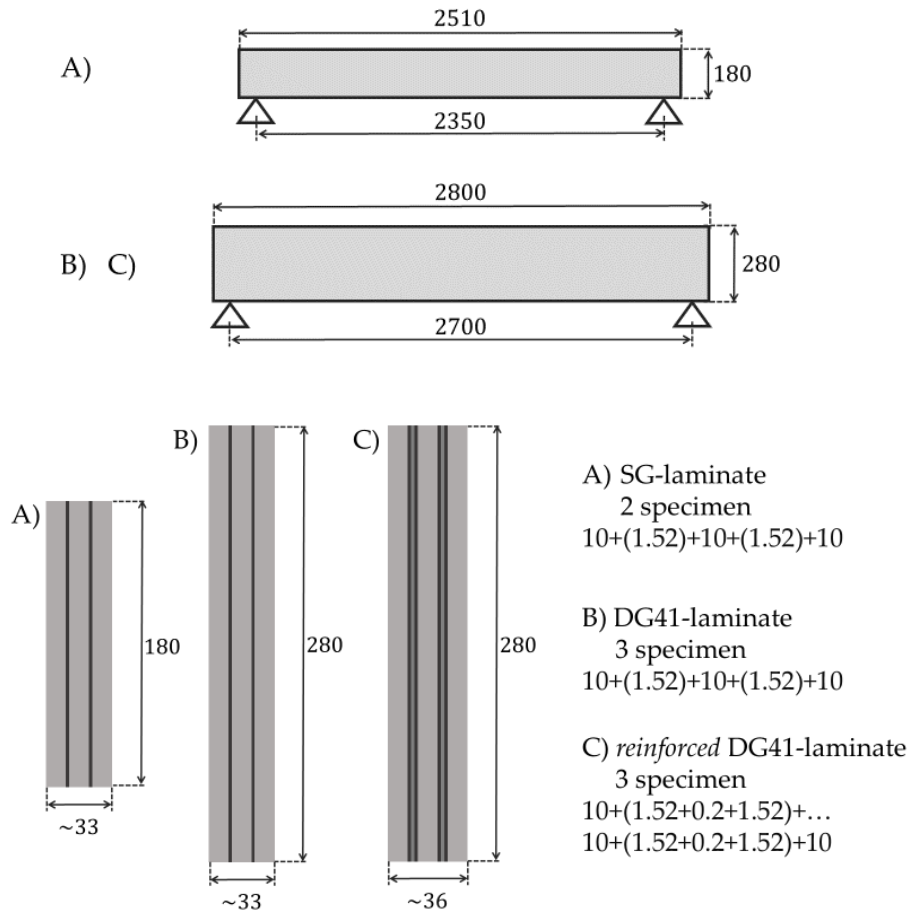 2510
A)
180
2350
2800
B) C)
280
2700
A)
180
~33
B)
280
~33
C)
280
~36
A) SG-laminate
2 specimen
10+(1.52)+10+(1.52)+10
B) DG41-laminate
3 specimen
10+(1.52)+10+(1.52)+10
C) reinforced DG41-laminate
3 specimen
10+(1.52+0.2+1.52)+…
10+(1.52+0.2+1.52)+10